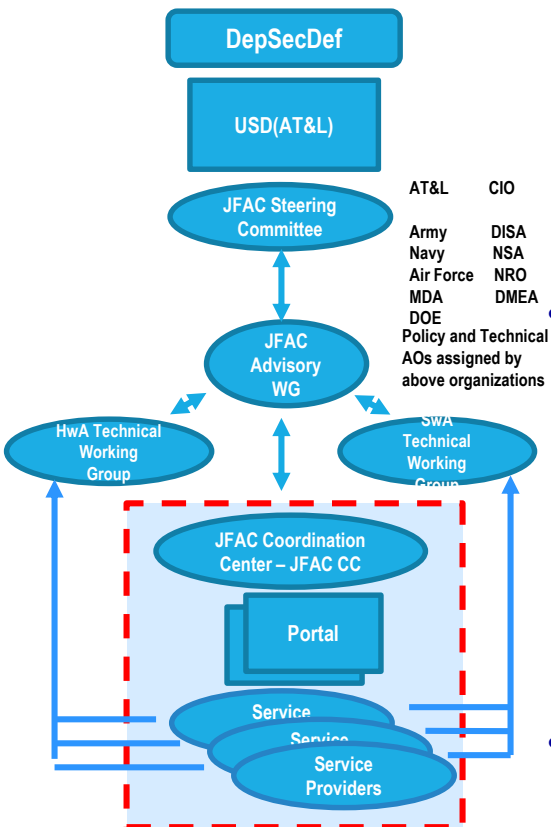 DepSecDef
USD(AT&L)
JFAC Steering
Committee
AT&L CIO
Army DISA
Navy NSA
Air Force NRO
MDA DMEA
DOE
Policy and Technical
AOs assigned by
above organizations
JFAC
Advisory
WG
HwA Technical
Working
Group
SwA
Technical
Working
Group
JFAC Coordination
Center – JFAC CC
Portal
Service
Service
Service
Providers